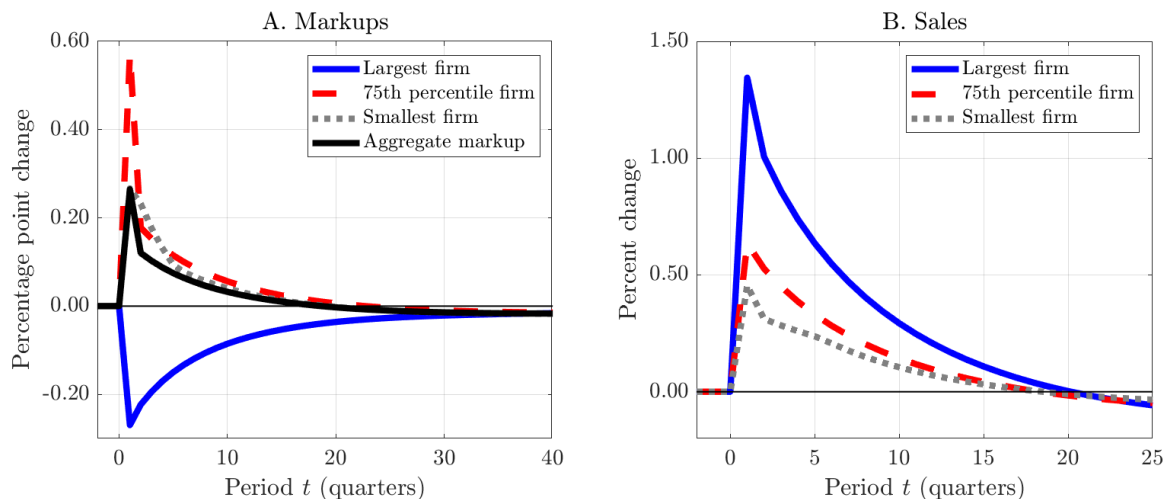 A. Markups
Percentage point change
0.60
0.40
0.20
0.00
-0.20
Largest firm
75th percentile firm
Smallest firm
Aggregate markup
0
10
20
30
40
Period t (quarters)
B. Sales
Percent change
1.50
1.00
0.50
0.00
Largest firm
75th percentile firm
Smallest firm
0
5
10
15
20
25
Period t (quarters)